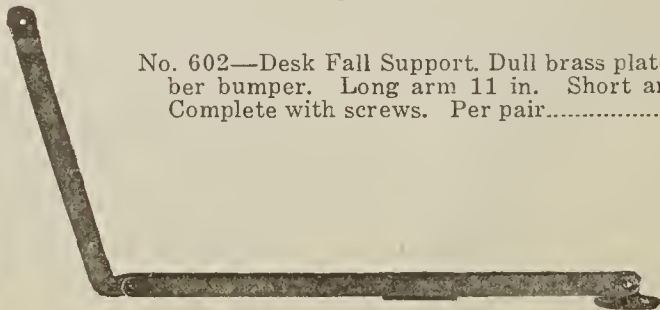 No. 602—Desk Fall Support. Dull brass plat
ber bumper. Long arm 11 in. Short ar
Complete with screws. Per pair.................